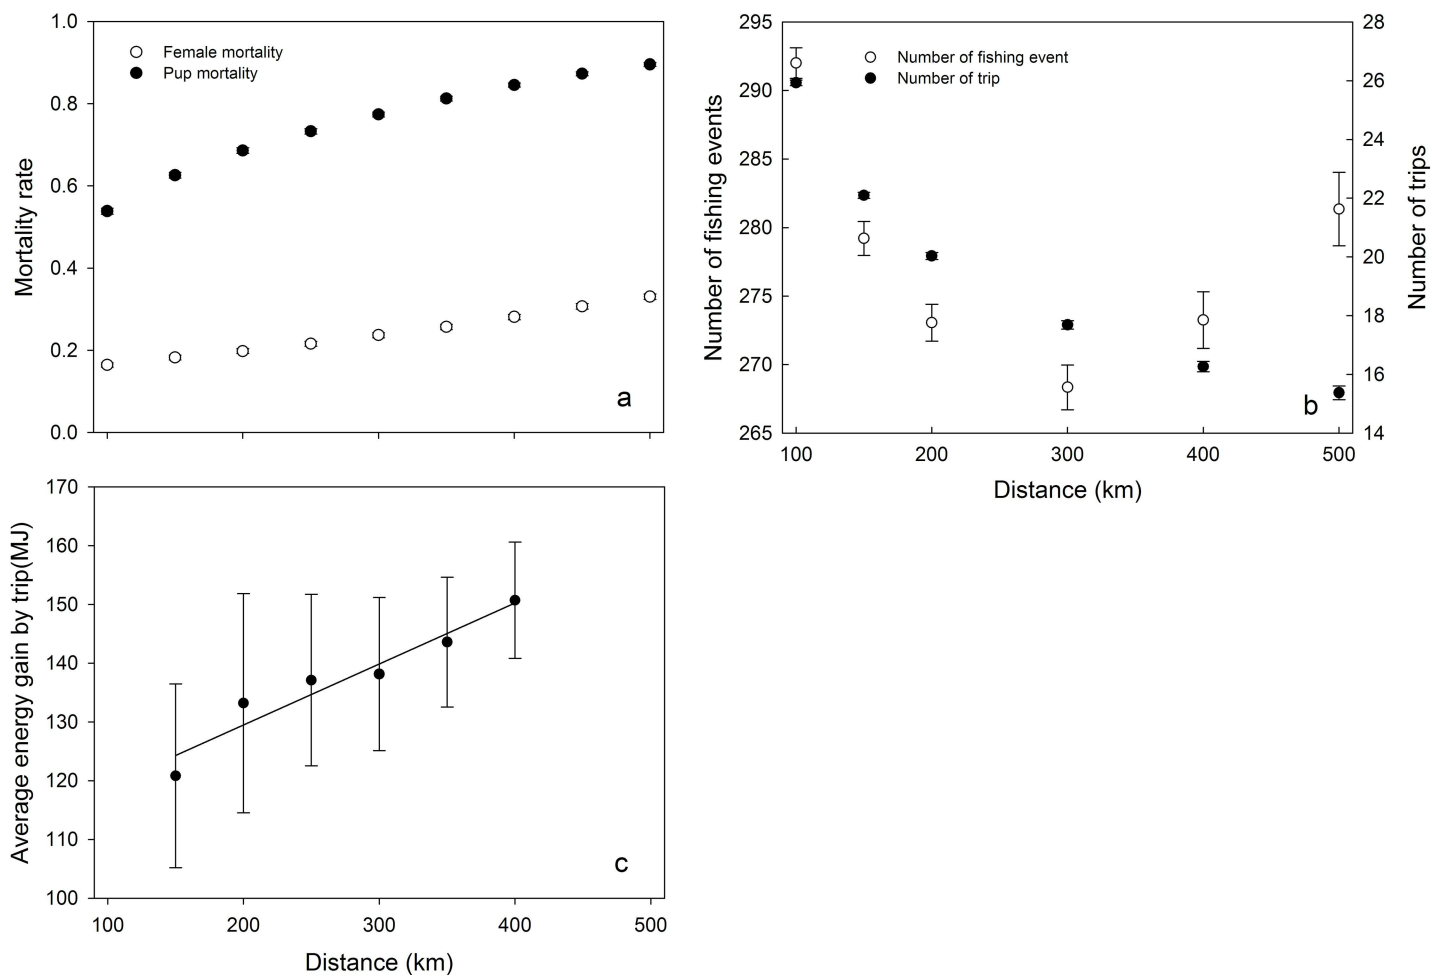 1.0
0.8
0.6
0.4
0.2
0.0
Mortality rate
Female mortality
Pup mortality
a
295
290
285
280
275
270
265
Number of fishing events
Number of fishing event
Number of trip
28
26
24
22
20
18
16
14
Number of trips
b
100 200 300 400 500
Distance (km)
170
160
150
140
130
120
110
100
Average energy gain by trip(MJ)
c
100 200 300 400 500
Distance (km)